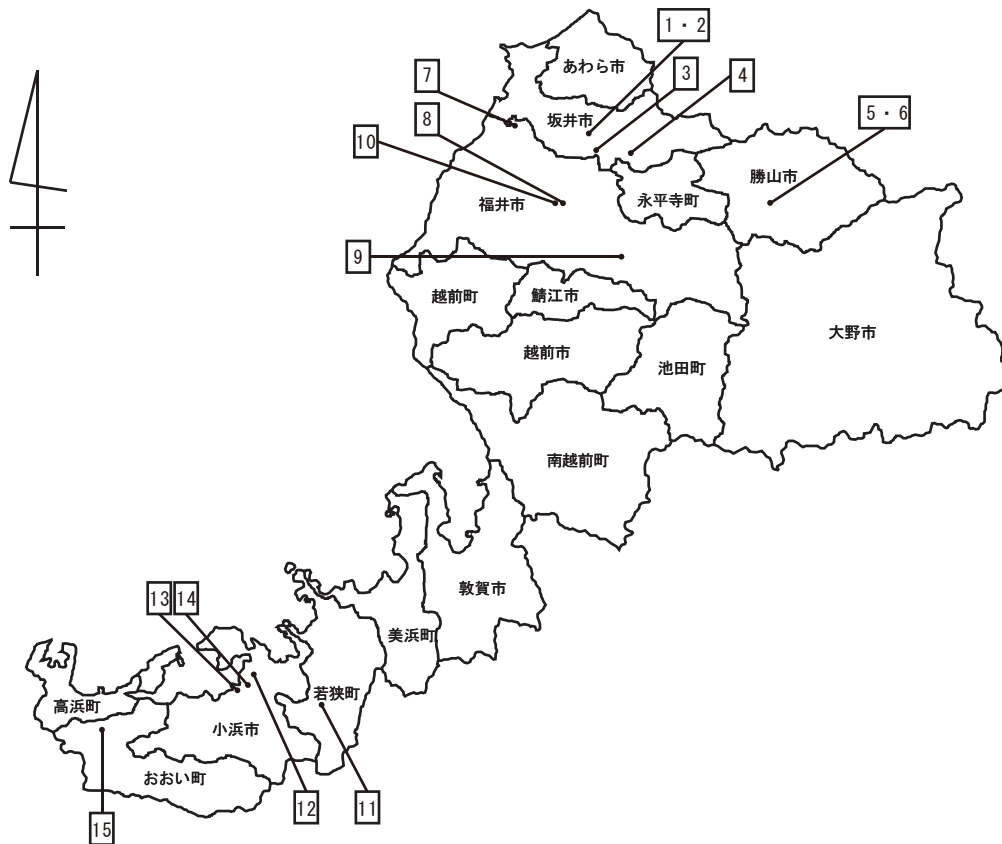 1・2
あわら市
3
7
4
坂井市
8
5・6
10
勝山市
永平寺町
福井市
9
越前町
鯖江市
大野市
越前市
池田町
南越前町
敦賀市
13
14
美浜町
若狭町
高浜町
小浜市
おおい町
12
11
15